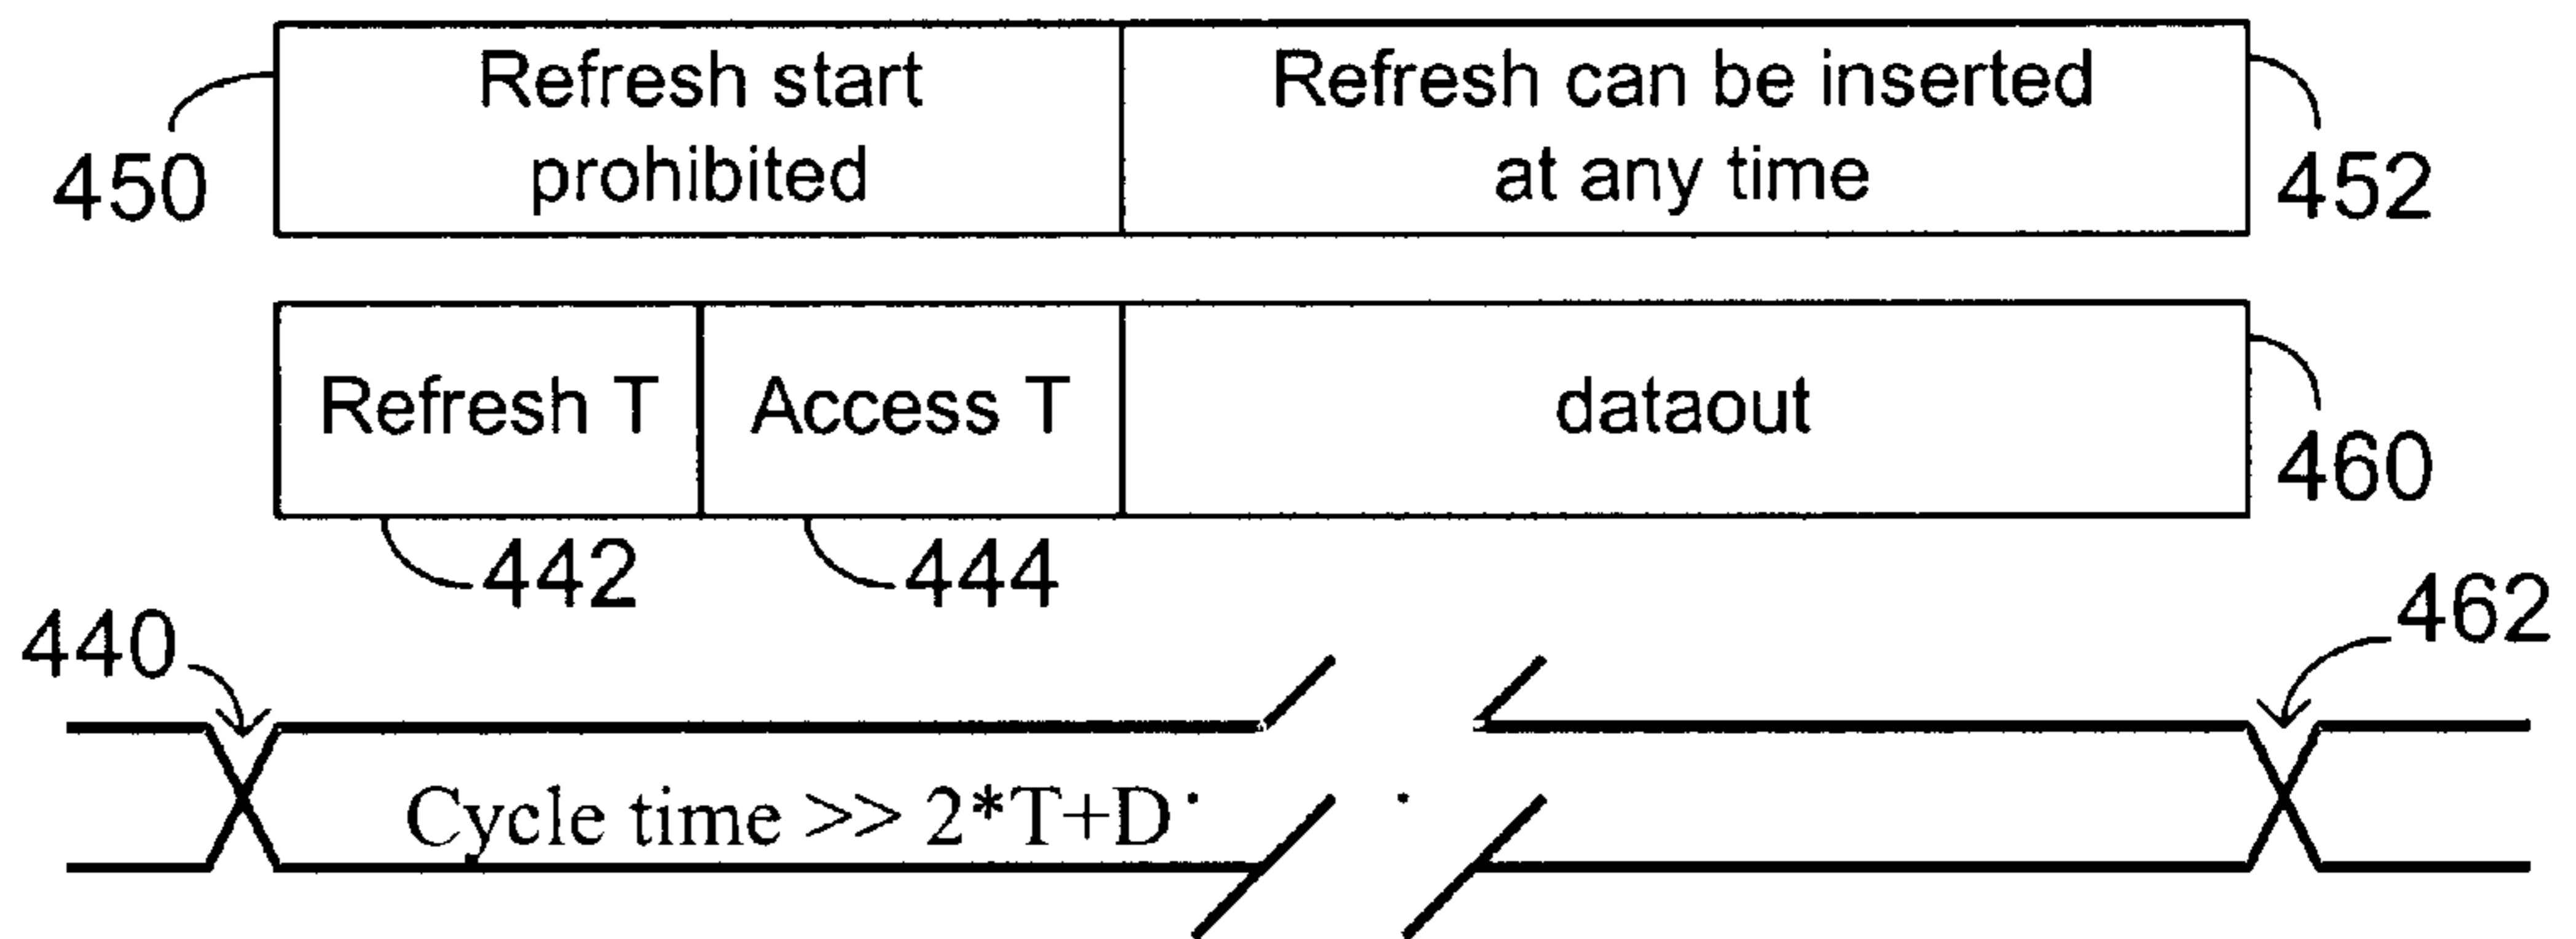 Refresh start
prohibited
Refresh can be inserted
at any time
450
452
Refresh T
Access T
dataout
460
442
444
440
462
Cycle time >> 2*T+D